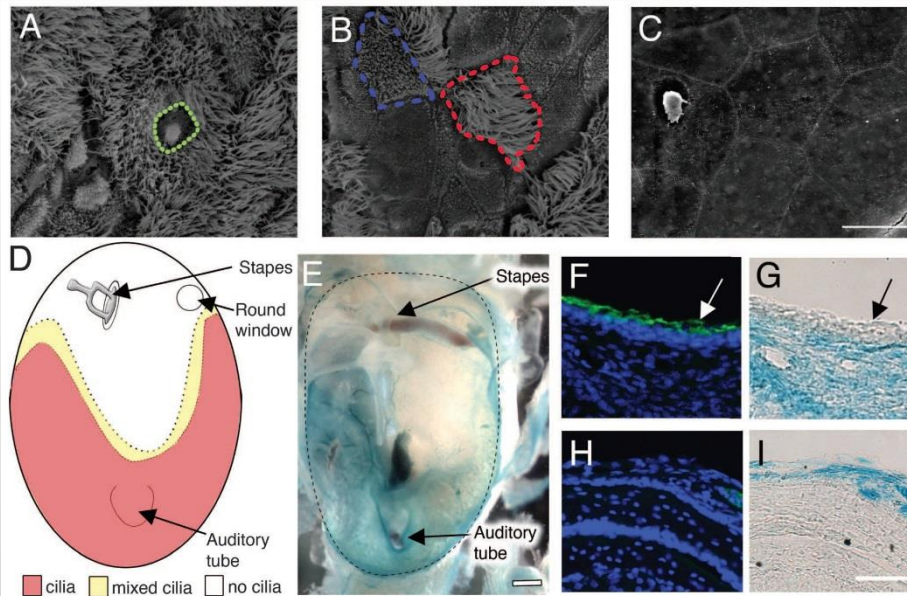 A
B
C
D
Stapes
Round
window
Auditory
tube
cilia
mixed cilia
no cilia
E
Stapes
Auditory
tube
F
G
H
I